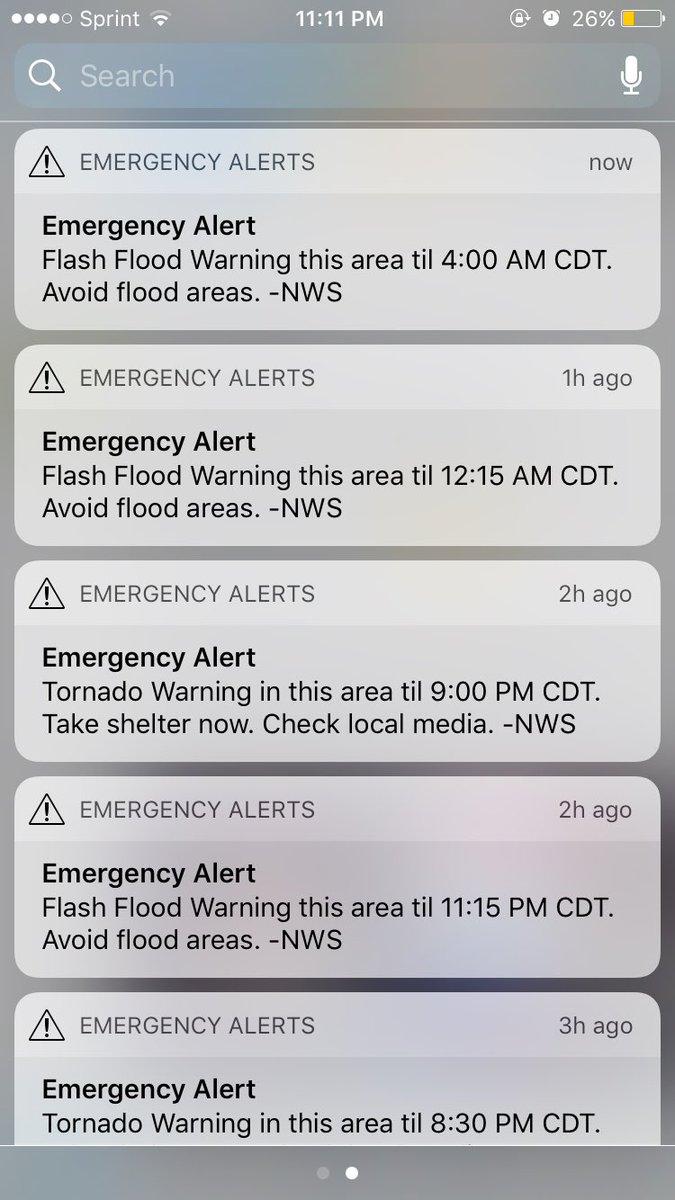 Sprint 11:11 PM 26%
Search
EMERGENCY ALERTS now
Emergency Alert
Flash Flood Warning this area til 4:00 AM CDT.
Avoid flood areas. -NWS
EMERGENCY ALERTS 1h ago
Emergency Alert
Flash Flood Warning this area til 12:15 AM CDT.
Avoid flood areas. -NWS
EMERGENCY ALERTS 2h ago
Emergency Alert
Tornado Warning in this area til 9:00 PM CDT.
Take shelter now. Check local media. -NWS
EMERGENCY ALERTS 2h ago
Emergency Alert
Flash Flood Warning this area til 11:15 PM CDT.
Avoid flood areas. -NWS
EMERGENCY ALERTS 3h ago
Emergency Alert
Tornado Warning in this area til 8:30 PM CDT.